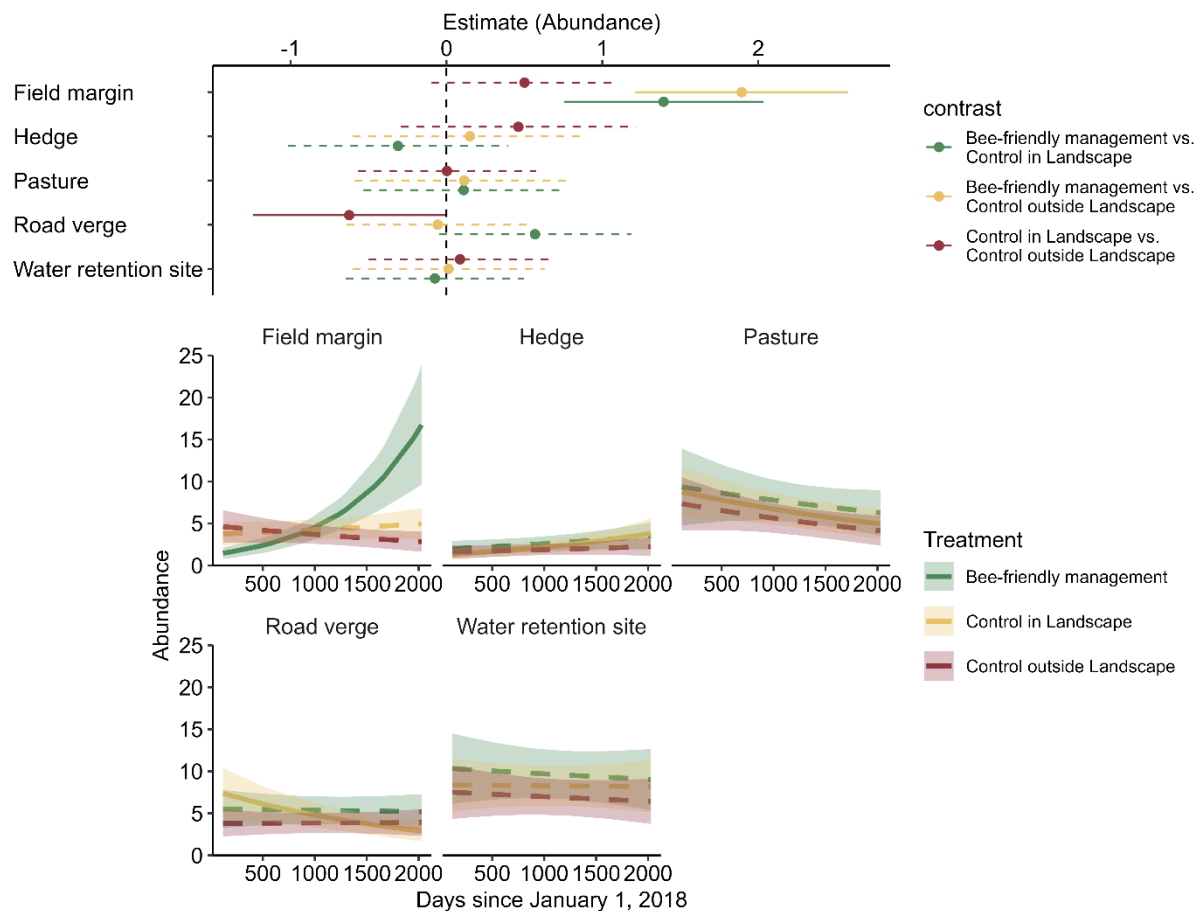 Estimate (Abundance)
-1 0 1 2
Field margin
Hedge
Pasture
Road verge
Water retention site
contrast
Bee-friendly management vs.
Control in Landscape
Bee-friendly management vs.
Control outside Landscape
Control in Landscape vs.
Control outside Landscape
Field margin Hedge Pasture
25
20
15
10
5
0
500 1000 1500 2000 500 1000 1500 2000 500 1000 1500 2000
Road verge Water retention site
25
20
15
10
5
0
500 1000 1500 2000 500 1000 1500 2000
Abundance
Days since January 1, 2018
Treatment
Bee-friendly management
Control in Landscape
Control outside Landscape